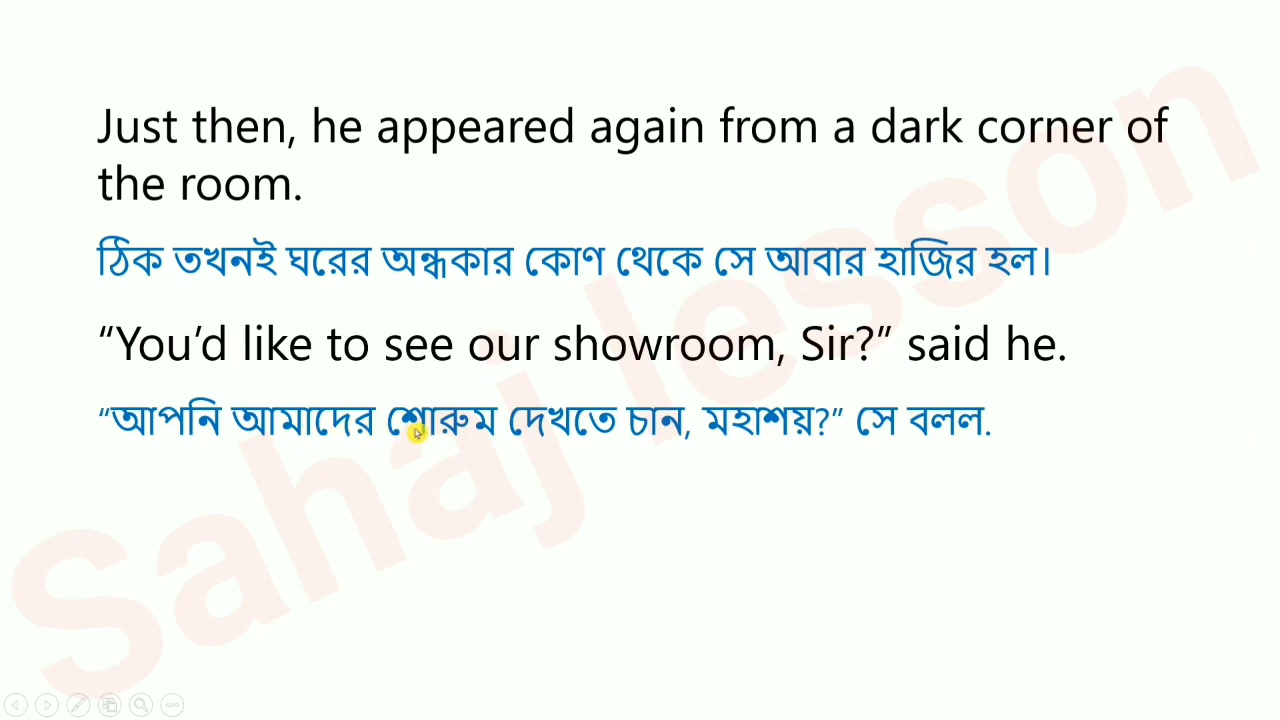 Just then, he appeared again from a dark corner of
the room.
ঠিক তখনই ঘরের অন্ধকার কোণ থেকে সে আবার হাজির হল।
“You’d like to see our showroom, Sir?” said he.
“আপনি আমাদের শোরুম দেখতে চান, মহাশয়?” সে বলল.
Sahaj lesson